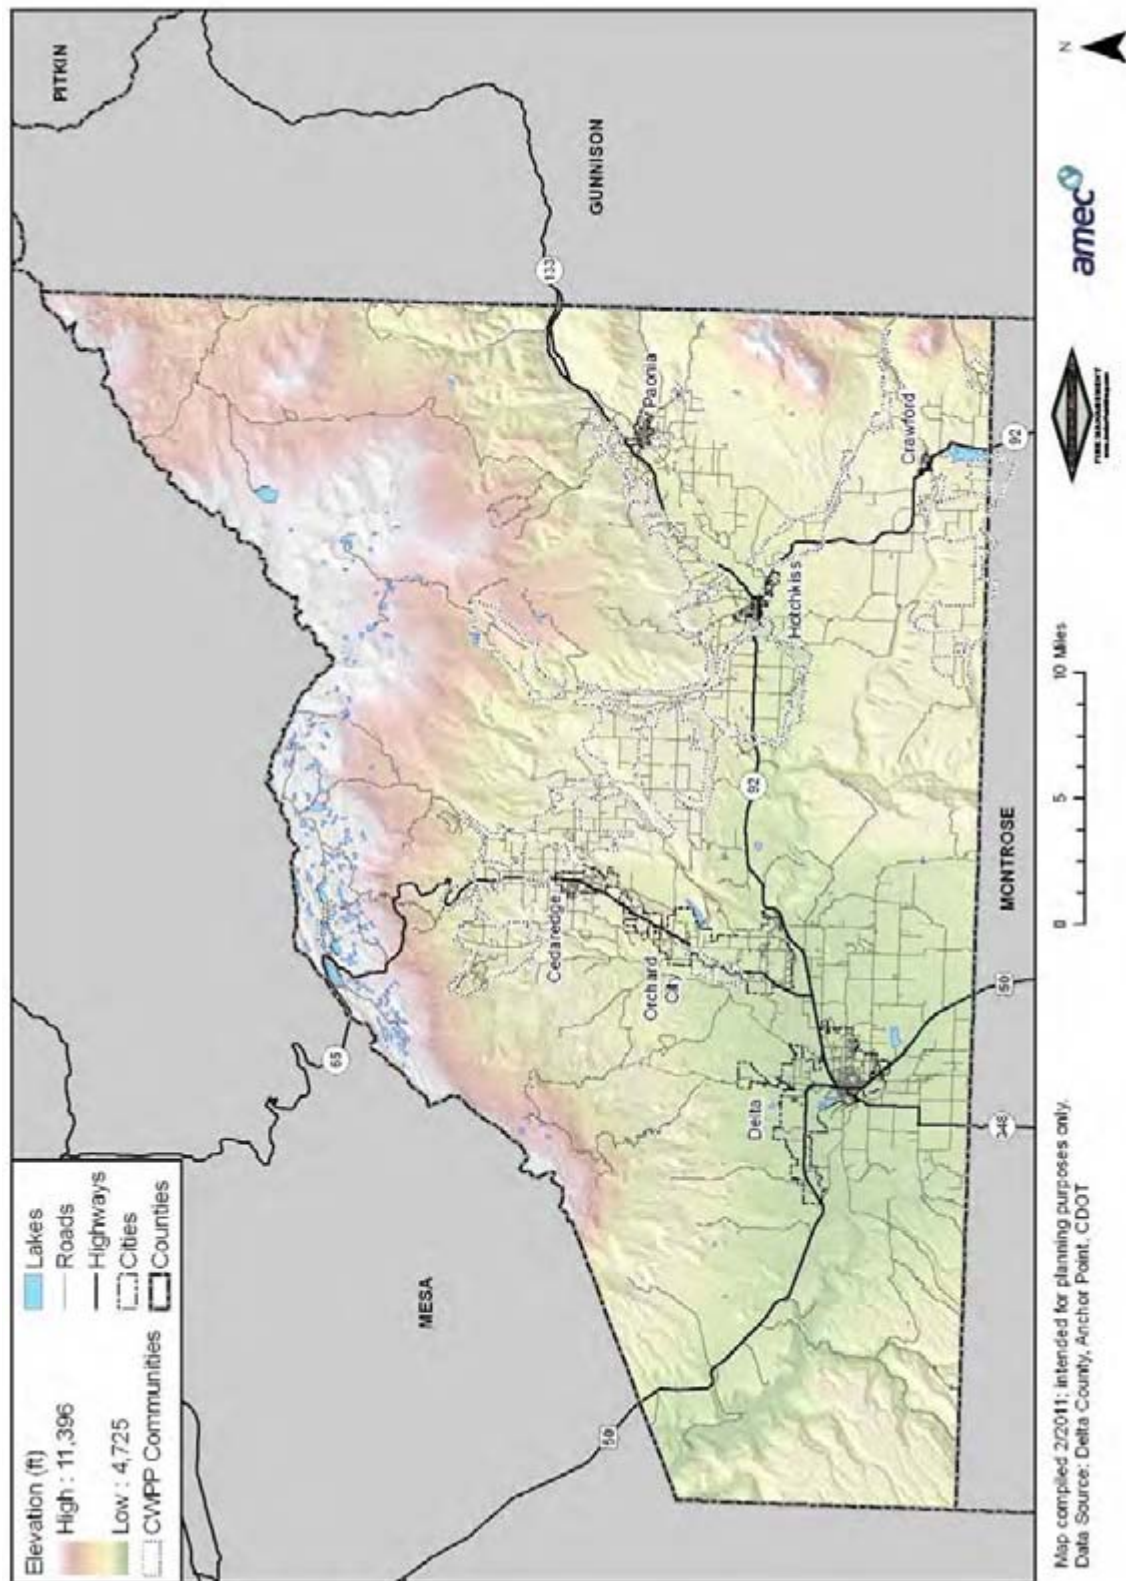 Elevation (ft)
High : 11,396
Low : 4,725
CWPP Communities
Lakes
Roads
Highways
Cities
Counties
PITKIN
GUNNISON
MESA
MONTROSE
65
50
133
92
92
50
348
Cedaredge
Orchard
City
Delta
Paonia
Hotchkiss
Crawford
0
5
10 Miles
N
amec
FIRE MANAGEMENT
Map compiled 2/2011; intended for planning purposes only.
Data Source: Delta County, Anchor Point, CDOT